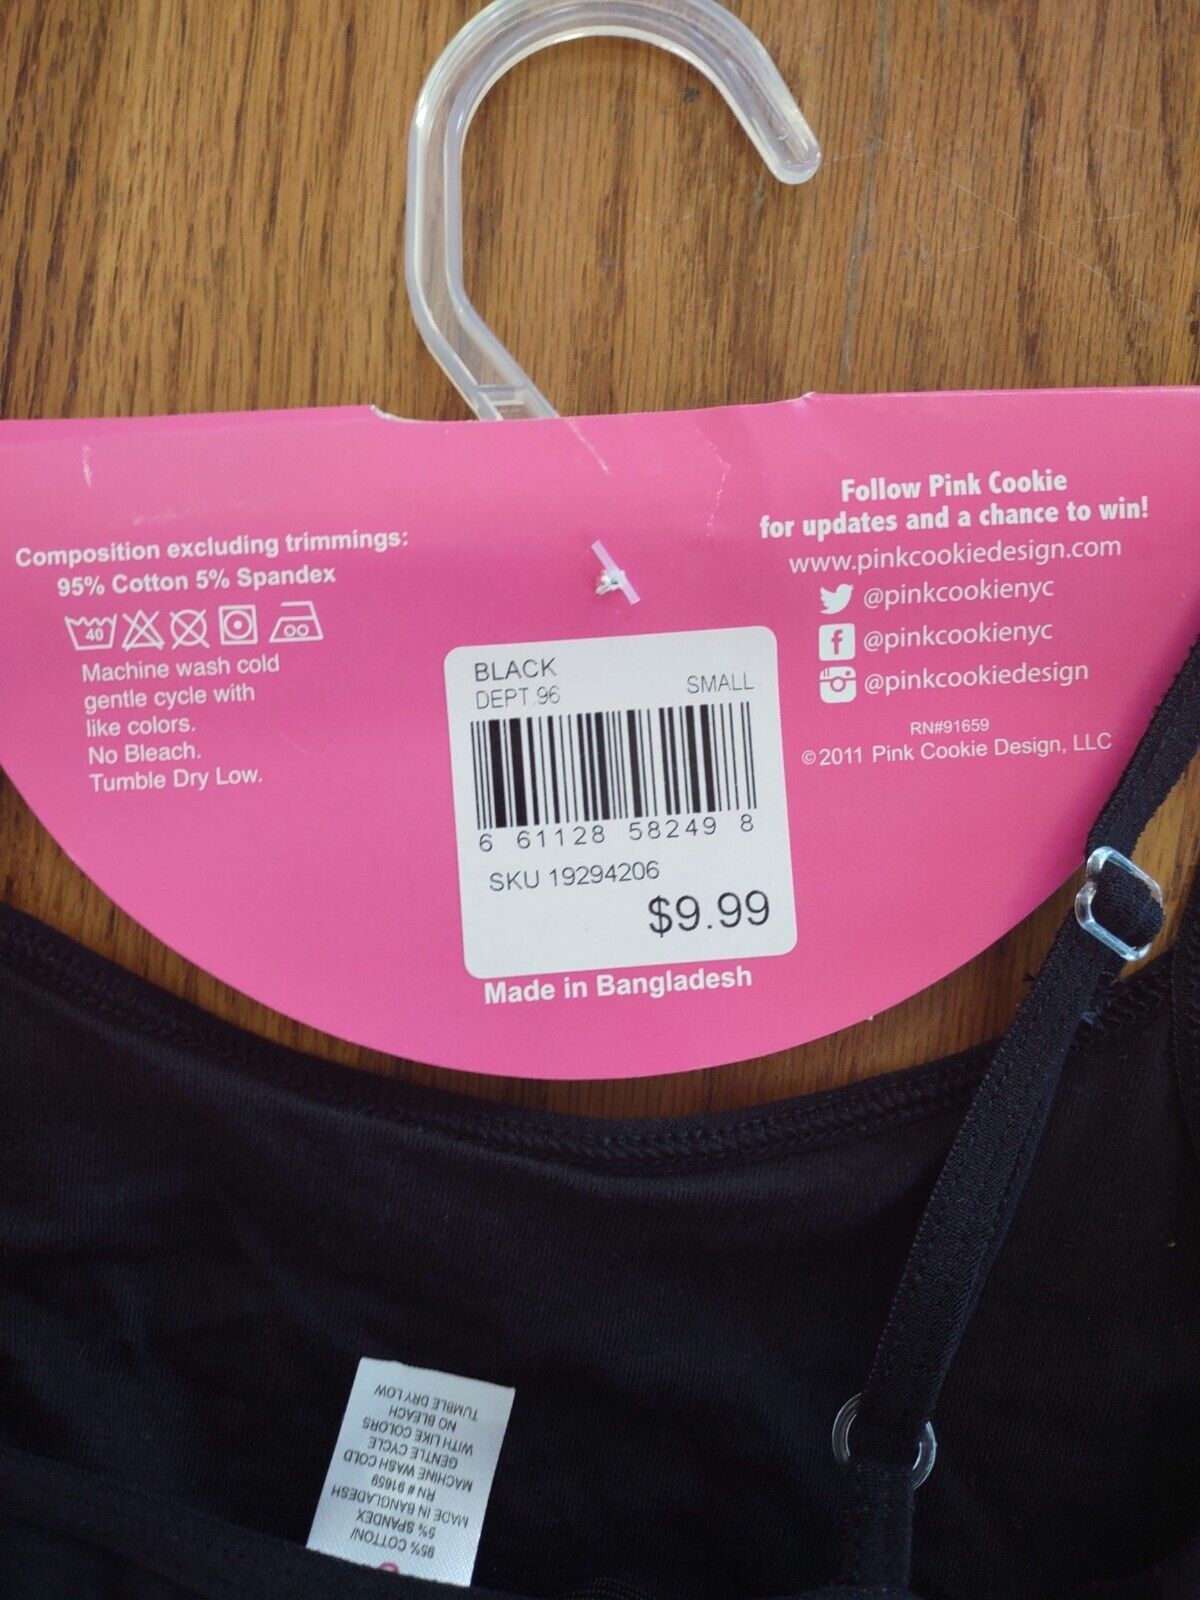 Composition excluding trimmings:
95% Cotton 5% Spandex
40
Machine wash cold
gentle cycle with
like colors.
No Bleach.
Tumble Dry Low.
Follow Pink Cookie
for updates and a chance to win!
www.pinkcookiedesign.com
@pinkcookienyc
f @pinkcookienyc
@pinkcookiedesign
RN#91659
© 2011 Pink Cookie Design, LLC
BLACK
DEPT.96 SMALL
6 61128 58249 8
SKU 19294206
$9.99
Made in Bangladesh
95% COTTON/
5% SPANDEX
MADE IN BANGLADESH
RN # 91659
MACHINE WASH COLD
GENTLE CYCLE
WITH LIKE COLORS
NO BLEACH
TUMBLE DRY LOW